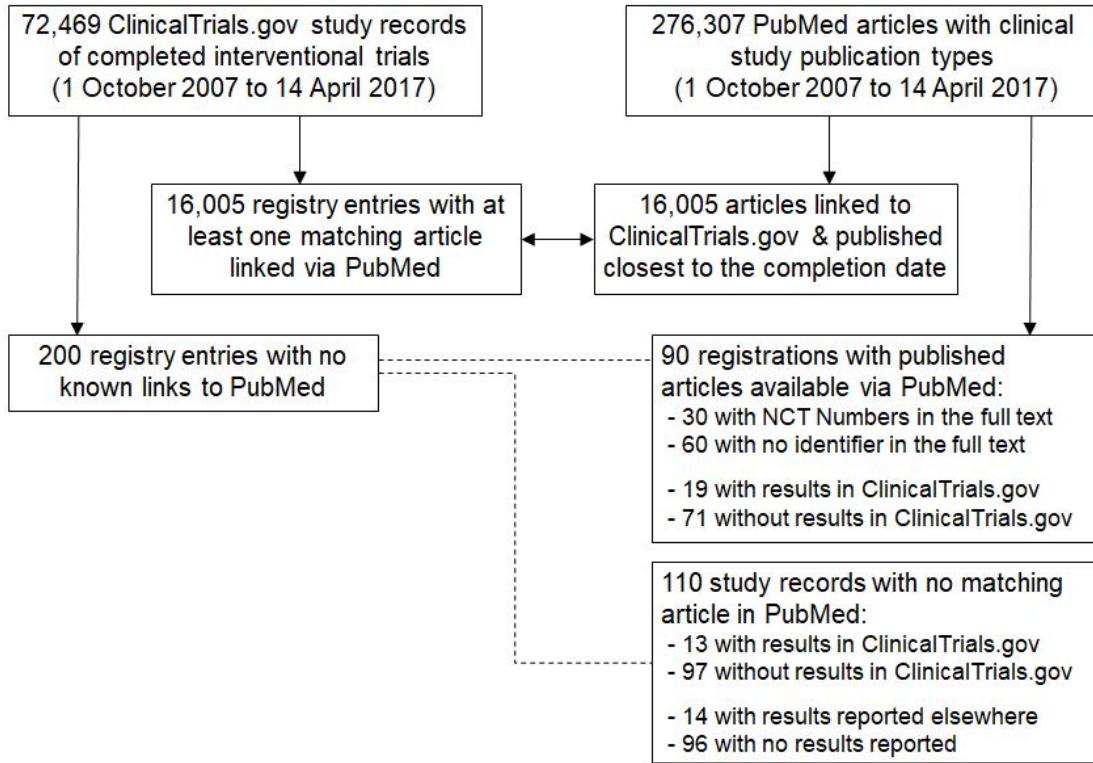 72,469 ClinicalTrials.gov study records
of completed interventional trials
(1 October 2007 to 14 April 2017)
276,307 PubMed articles with clinical
study publication types
(1 October 2007 to 14 April 2017)
16,005 registry entries with at
least one matching article
linked via PubMed
16,005 articles linked to
ClinicalTrials.gov & published
closest to the completion date
200 registry entries with no
known links to PubMed
90 registrations with published
articles available via PubMed:
- 30 with NCT Numbers in the full text
- 60 with no identifier in the full text
- 19 with results in ClinicalTrials.gov
- 71 without results in ClinicalTrials.gov
110 study records with no matching
article in PubMed:
- 13 with results in ClinicalTrials.gov
- 97 without results in ClinicalTrials.gov
- 14 with results reported elsewhere
- 96 with no results reported